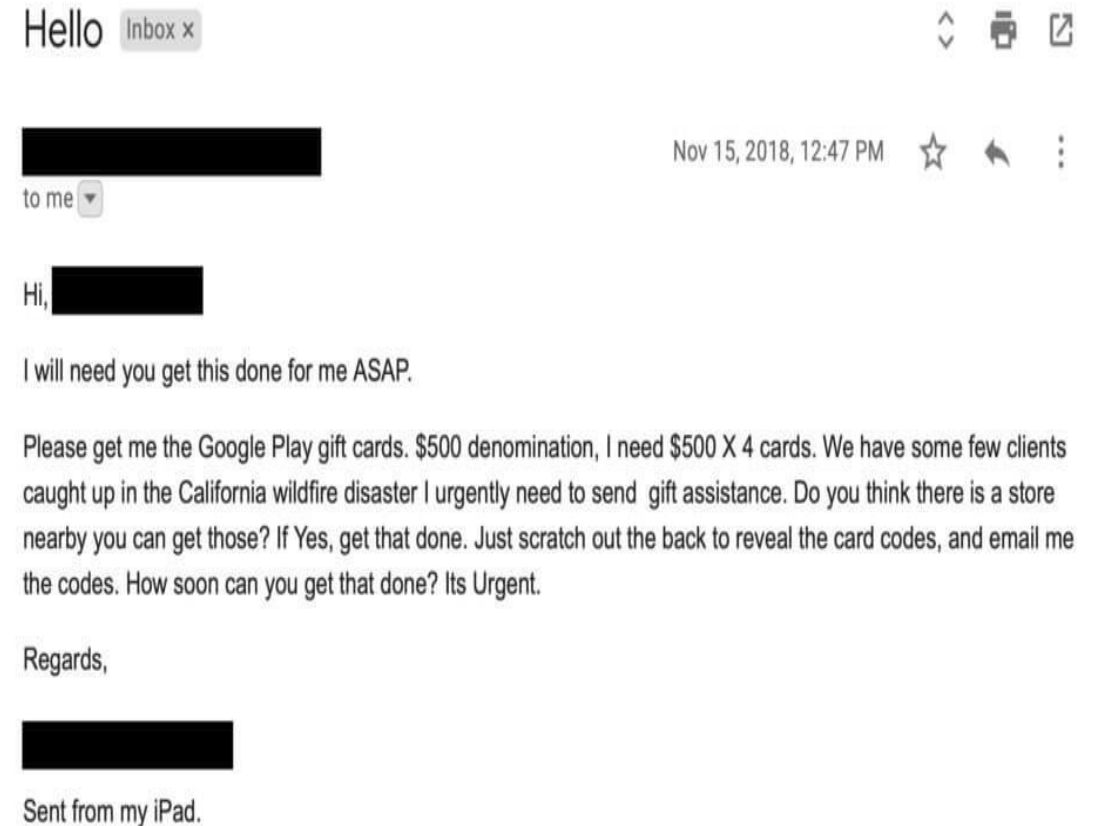 Hello Inbox x
Nov 15, 2018, 12:47 PM
to me
Hi,
I will need you get this done for me ASAP.
Please get me the Google Play gift cards. $500 denomination, I need $500 X 4 cards. We have some few clients
caught up in the California wildfire disaster I urgently need to send  gift assistance. Do you think there is a store
nearby you can get those? If Yes, get that done. Just scratch out the back to reveal the card codes, and email me
the codes. How soon can you get that done? Its Urgent.
Regards,
Sent from my iPad.